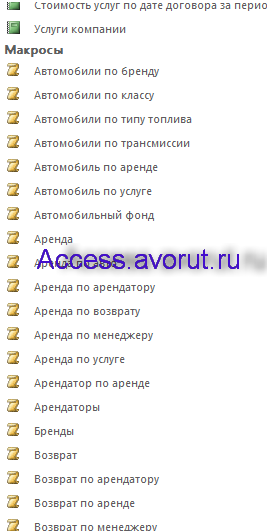 Стоимость услуг по дате договора за перио
Услуги компании
Макросы
Автомобили по бренду
Автомобили по классу
Автомобили по типу топлива
Автомобили по трансмиссии
Автомобиль по аренде
Автомобиль по услуге
Автомобильный фонд
Аренда
Access.avorut.ru
Аренда по арендатору
Аренда по возврату
Аренда по менеджеру
Аренда по услуге
Арендатор по аренде
Арендаторы
Бренды
Возврат
Возврат по арендатору
Возврат по аренде
Возврат по менеджеру